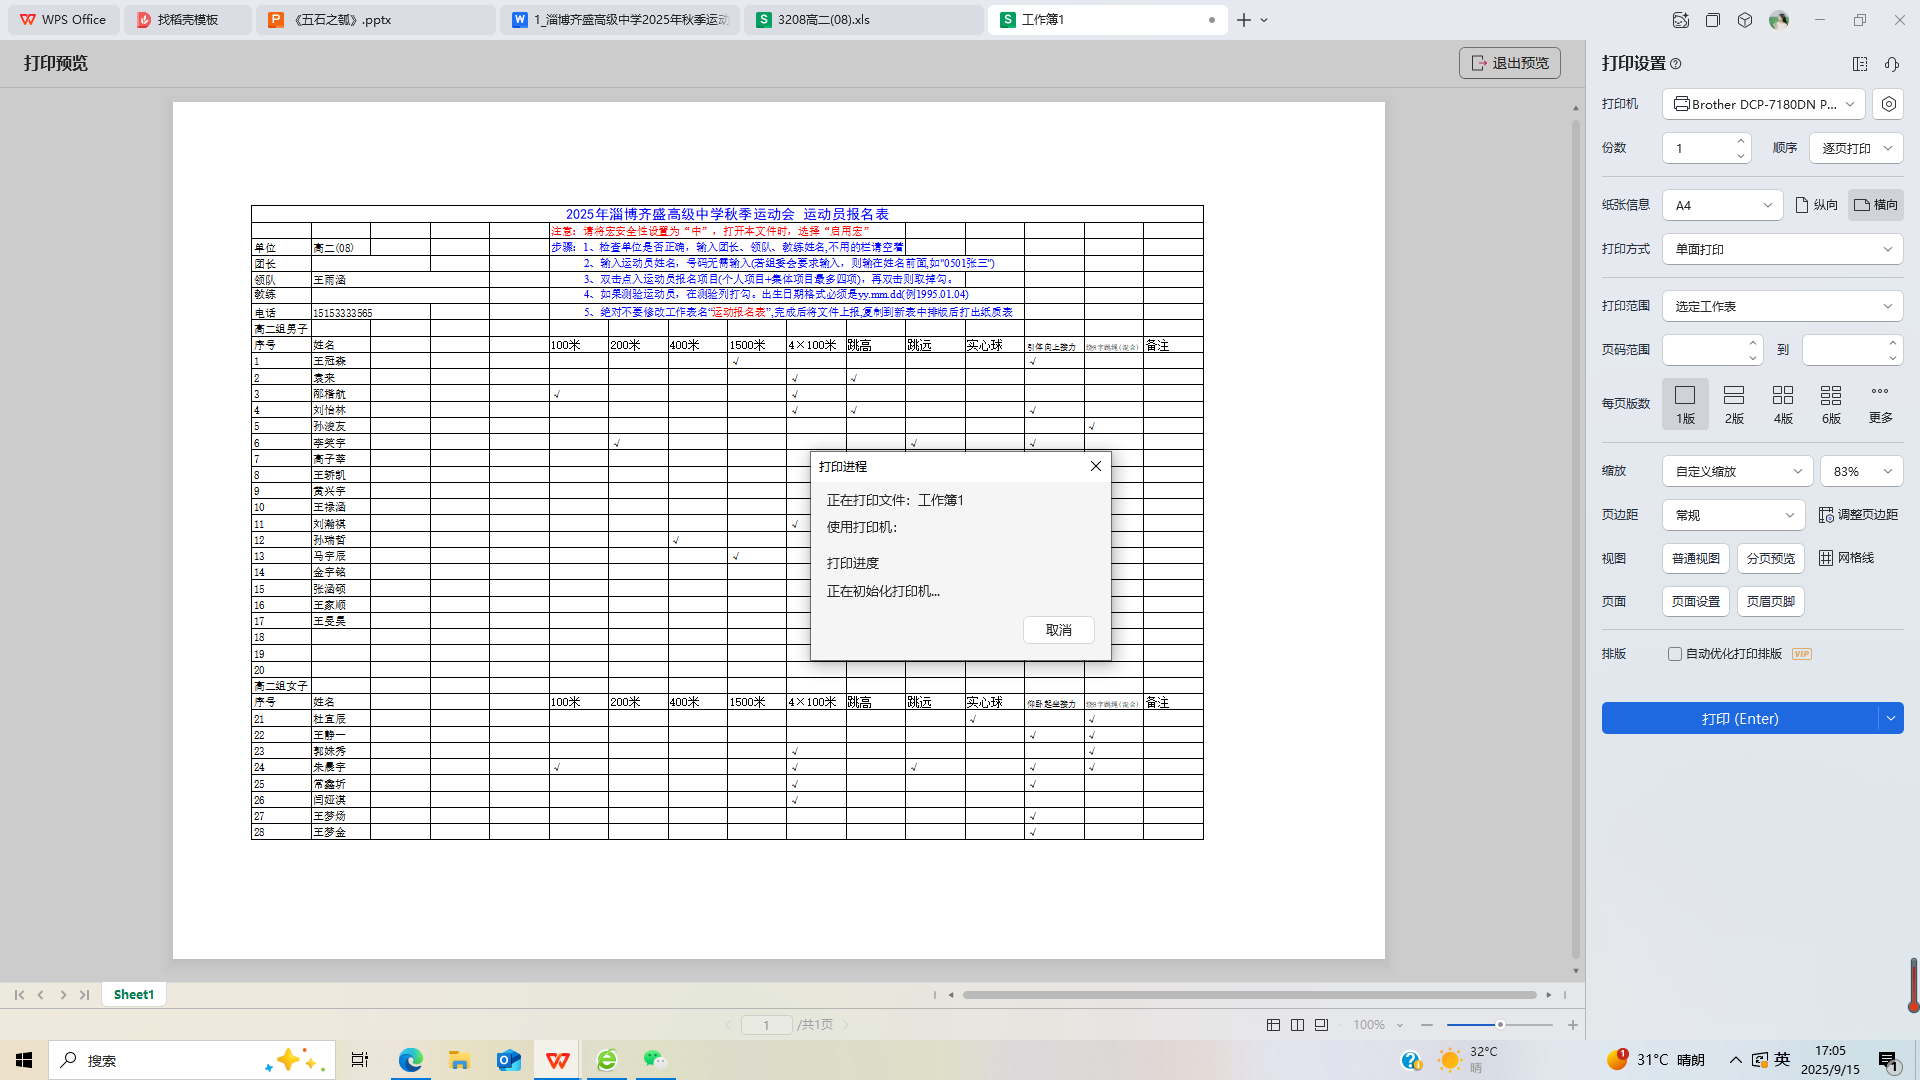 WPS Office 找稻壳模板 《五石之瓠》.pptx 1_淄博齐盛高级中学2025年秋季运动 3208高二(08).xls 工作簿1
打印预览 退出预览
2025年淄博齐盛高级中学秋季运动会 运动员报名表
注意：请将宏安全性设置为“中”，打开本文件时，选择“启用宏”
单位 高二(08) 步骤：1、检查单位是否正确，输入团长、领队、教练姓名,不用的栏请空着
团长 2、输入运动员姓名，号码无需输入(若组委会要求输入，则输在姓名前面,如"0501张三")
领队 王雨涵 3、双击点入运动员报名项目(个人项目+集体项目最多四项)，再双击则取掉勾。
教练 4、如果测验运动员，在测验列打勾。出生日期格式必须是yy.mm.dd(例1995.01.04)
电话 15153333565 5、绝对不要修改工作表名“运动报名表”,完成后将文件上报,复制到新表中排版后打出纸质表
高二组男子
序号 姓名 100米 200米 400米 1500米 4×100米 跳高 跳远 实心球 引体向上接力 绕8字跳绳(混合) 备注
1 王冠淼 √ √
2 袁来 √ √
3 邴楷航 √ √
4 刘怡林 √ √ √
5 孙浚友 √
6 李笑宇 √ √ √
7 高子莘
8 王骄凯
9 黄兴宇
10 王禄涵
11 刘瀚祺 √
12 孙瑞哲 √
13 马宇辰 √
14 金宇铭
15 张涵硕
16 王家顺
17 王旻昊
18
19
20
高二组女子
序号 姓名 100米 200米 400米 1500米 4×100米 跳高 跳远 实心球 仰卧起坐接力 绕8字跳绳(混合) 备注
21 杜宜辰 √ √
22 王静一 √ √
23 郭姝秀 √ √
24 朱晨宇 √ √ √ √ √
25 常鑫圻 √ √
26 闫娅淇 √
27 王梦炀 √
28 王梦金 √
打印进程
正在打印文件：工作簿1
使用打印机：
打印进度
正在初始化打印机...
取消
打印设置
打印机 Brother DCP-7180DN P...
份数 1 顺序 逐页打印
纸张信息 A4 纵向 横向
打印方式 单面打印
打印范围 选定工作表
页码范围 到
每页版数 1版 2版 4版 6版 更多
缩放 自定义缩放 83%
页边距 常规 调整页边距
视图 普通视图 分页预览 网格线
页面 页面设置 页眉页脚
排版 自动优化打印排版 VIP
打印 (Enter)
Sheet1
1 /共1页 100%
搜索 32°C
晴
1 31°C 晴朗 英 17:05
2025/9/15 1